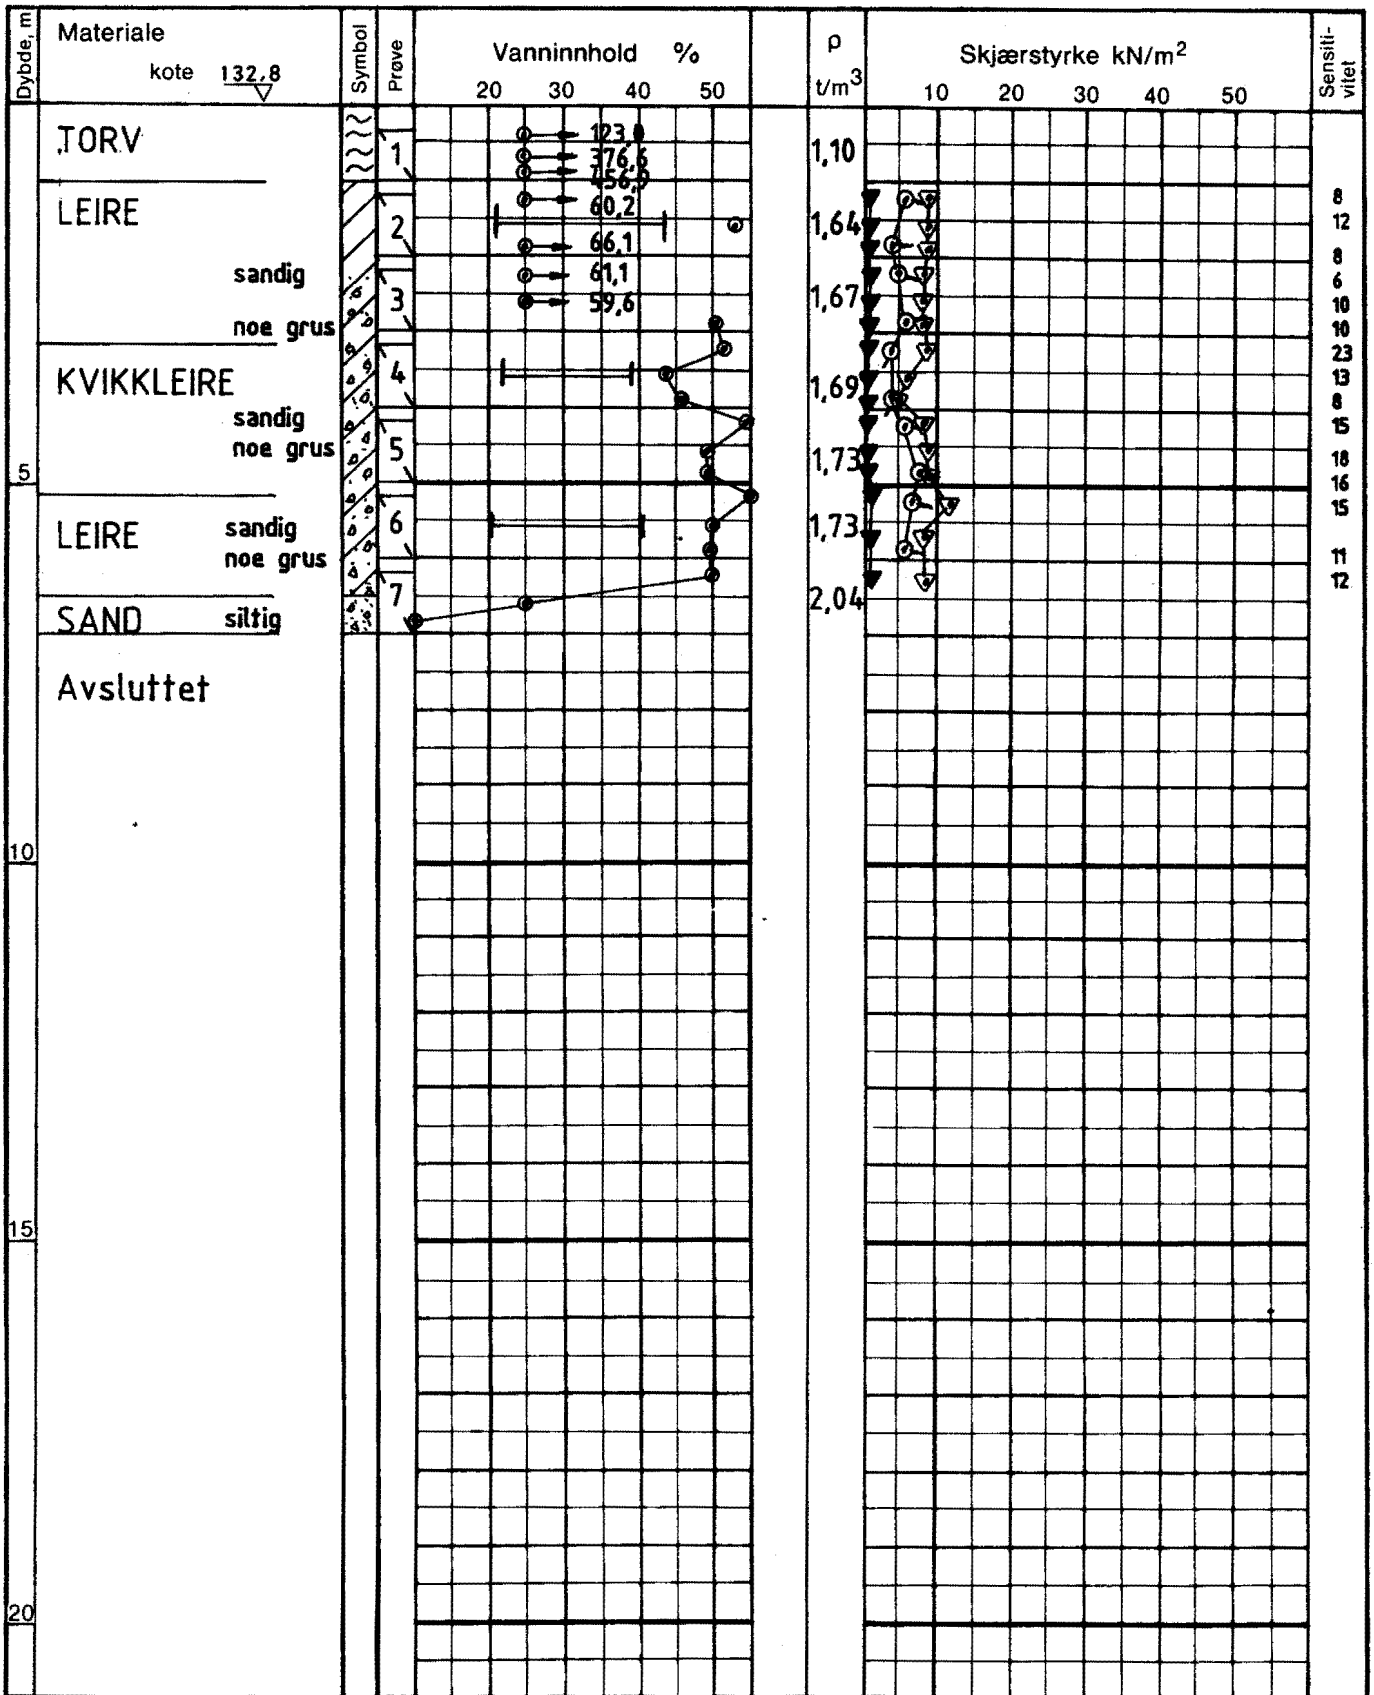 Dybde, m
Materiale
kote 132,8
Symbol
Prøve
Vanninnhold %
20 30 40 50
ρ
t/m³
Skjærstyrke kN/m²
10 20 30 40 50
Sensiti-
vitet
TORV
1
376,6
456,9
1,10
LEIRE
2
60,2
66,1
1,64
8
12
8
sandig
noe grus
3
61,1
59,6
1,67
6
10
10
KVIKKLEIRE
4
1,69
23
13
8
sandig
noe grus
5
1,73
15
18
16
5
LEIRE
sandig
noe grus
6
1,73
15
11
12
7
2,04
SAND siltig
Avsluttet
10
15
20